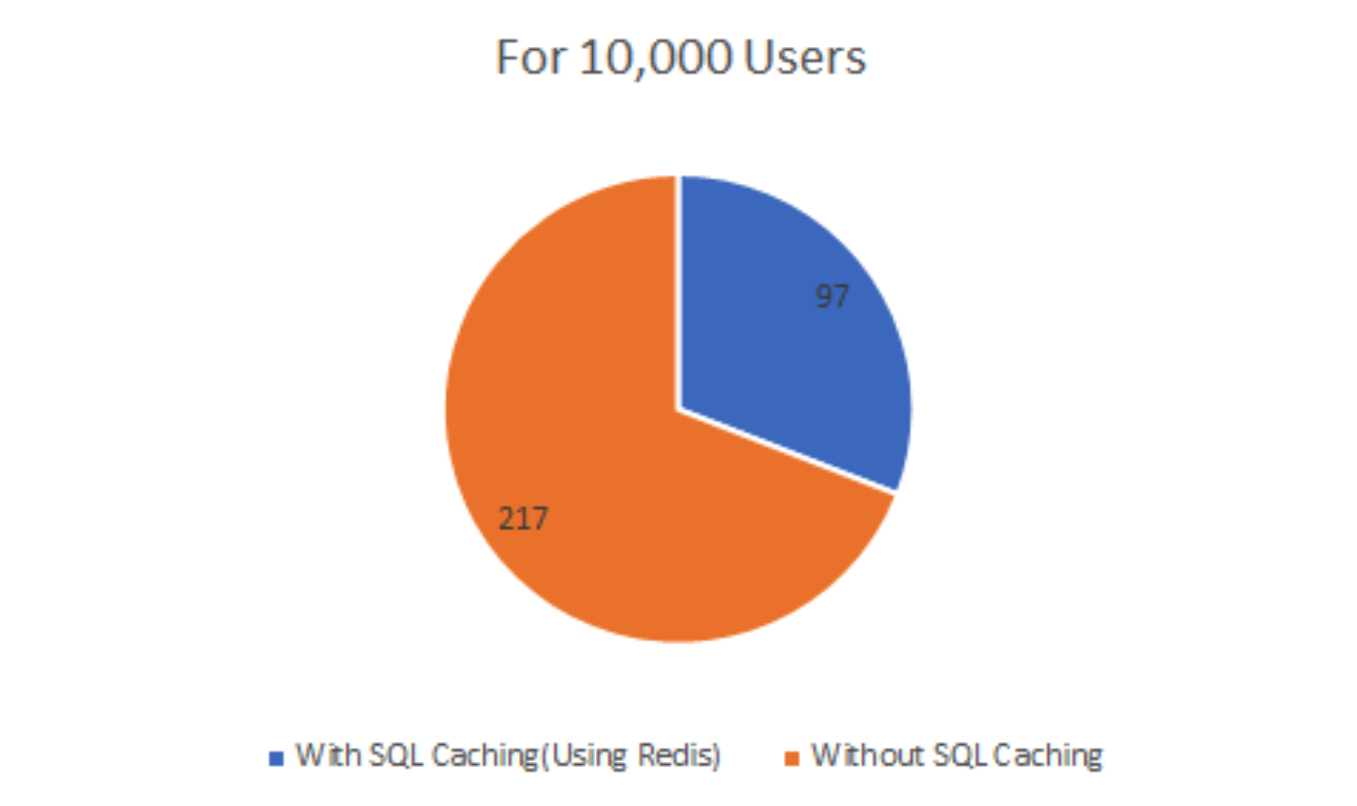 For 10,000 Users
97
217
With SQL Caching(Using Redis)
Without SQL Caching